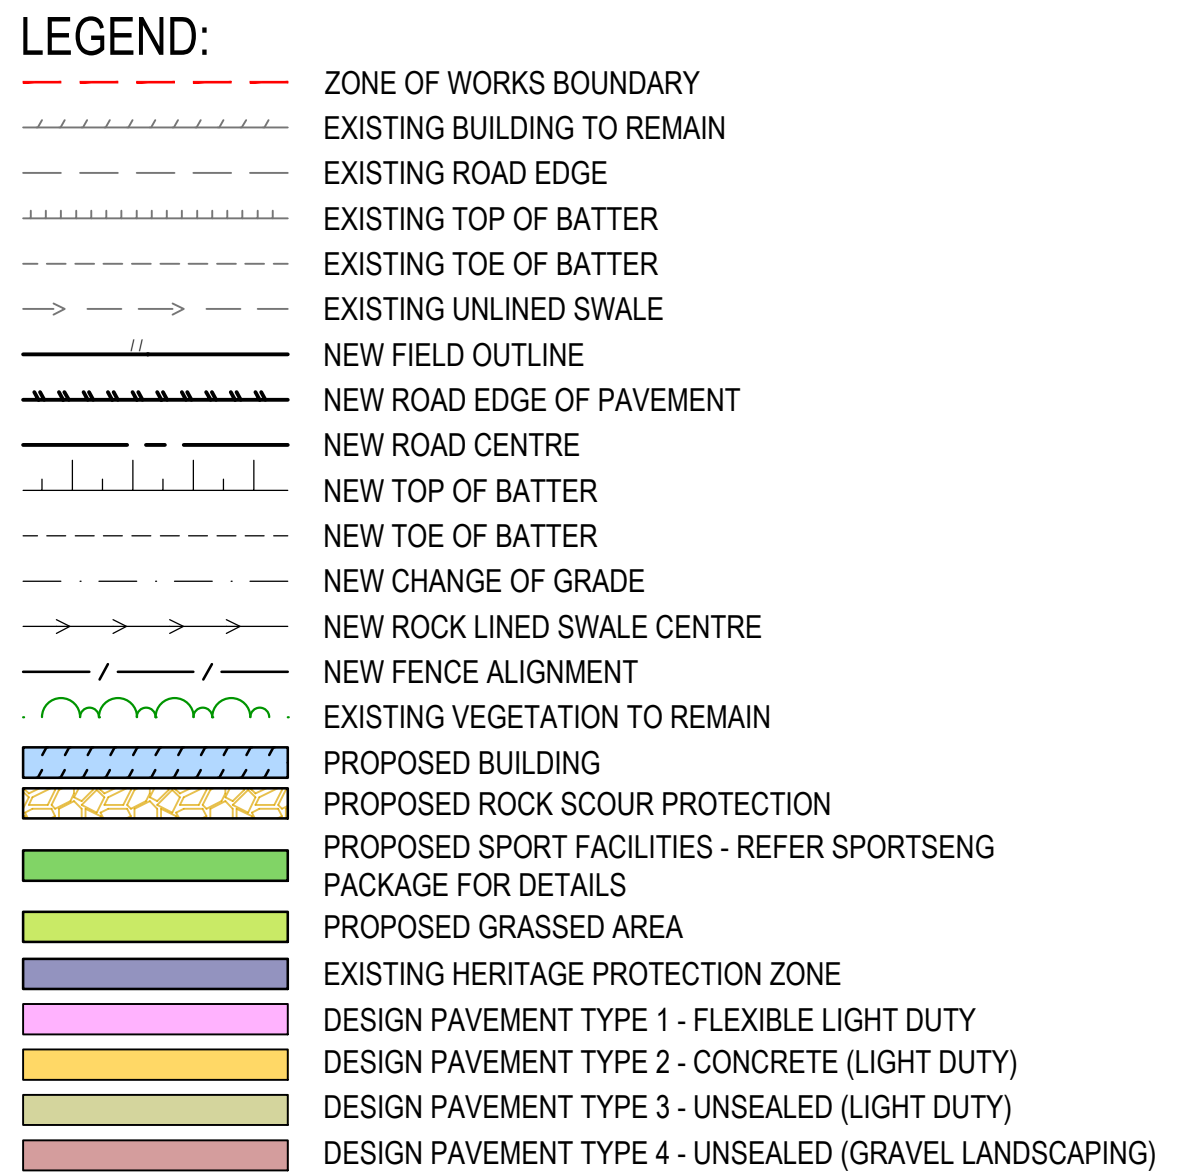 LEGEND:
ZONE OF WORKS BOUNDARY
EXISTING BUILDING TO REMAIN
EXISTING ROAD EDGE
EXISTING TOP OF BATTER
EXISTING TOE OF BATTER
EXISTING UNLINED SWALE
NEW FIELD OUTLINE
NEW ROAD EDGE OF PAVEMENT
NEW ROAD CENTRE
NEW TOP OF BATTER
NEW TOE OF BATTER
NEW CHANGE OF GRADE
NEW ROCK LINED SWALE CENTRE
NEW FENCE ALIGNMENT
EXISTING VEGETATION TO REMAIN
PROPOSED BUILDING
PROPOSED ROCK SCOUR PROTECTION
PROPOSED SPORT FACILITIES - REFER SPORTSENG
PACKAGE FOR DETAILS
PROPOSED GRASSED AREA
EXISTING HERITAGE PROTECTION ZONE
DESIGN PAVEMENT TYPE 1 - FLEXIBLE LIGHT DUTY
DESIGN PAVEMENT TYPE 2 - CONCRETE (LIGHT DUTY)
DESIGN PAVEMENT TYPE 3 - UNSEALED (LIGHT DUTY)
DESIGN PAVEMENT TYPE 4 - UNSEALED (GRAVEL LANDSCAPING)